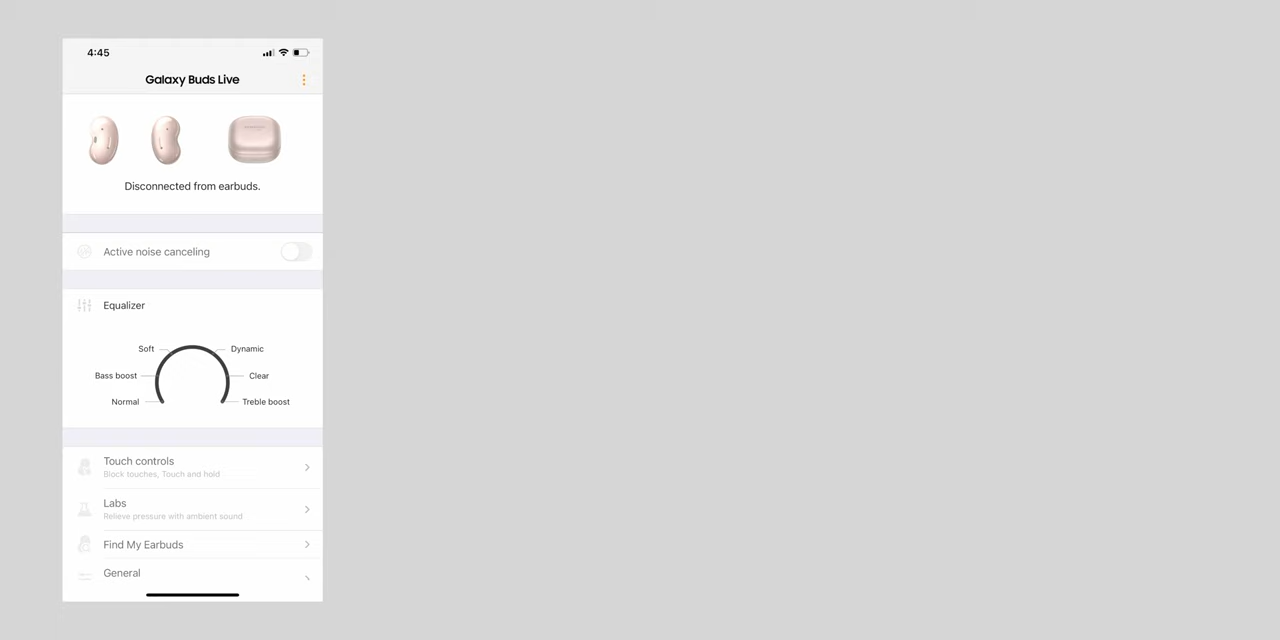 4:45
Galaxy Buds Live
Disconnected from earbuds.
Active noise canceling
Equalizer
Soft
Dynamic
Bass boost
Clear
Normal
Treble boost
Touch controls
Block touches, Touch and hold
Labs
Relieve pressure with ambient sound
Find My Earbuds
General